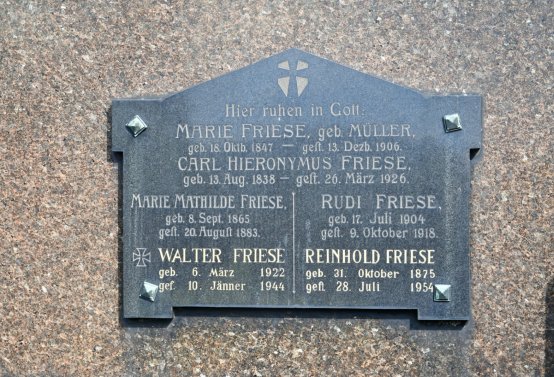 Hier ruhen in Gott:
MARIE FRIESE, geb. MÜLLER,
geb. 18. Oktb. 1847 — gest. 13. Dezb. 1906.
CARL HIERONYMUS FRIESE,
geb. 13. Aug. 1838 — gest. 26. März 1926.
MARIE MATHILDE FRIESE,
geb. 8. Sept. 1865
gest. 20. August 1883.
RUDI FRIESE,
geb. 17. Juli 1904
gest. 9. Oktober 1918.
WALTER FRIESE
geb. 6. März 1922
gef. 10. Jänner 1944
REINHOLD FRIESE
geb. 31. Oktober 1875
gest. 28. Juli 1954